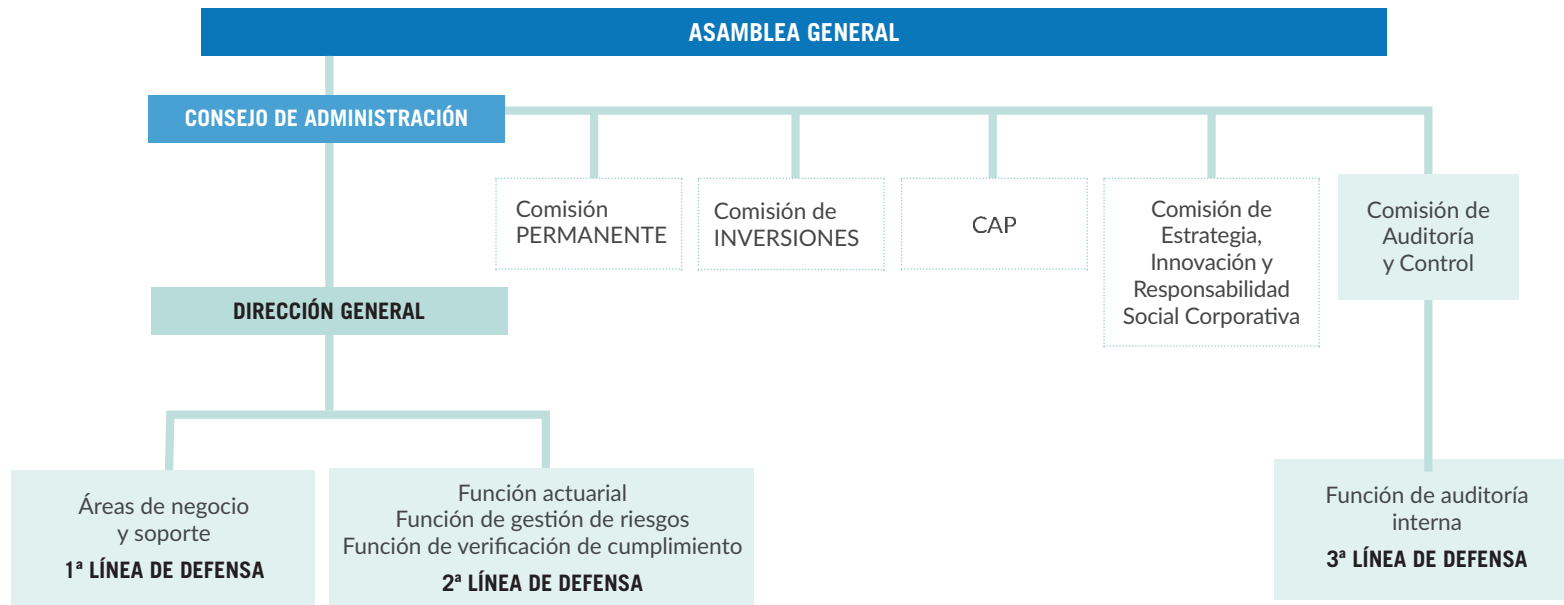 ASAMBLEA GENERAL
CONSEJO DE ADMINISTRACIÓN
Comisión
PERMANENTE
Comisión de
INVERSIONES
CAP
Comisión de
Estrategia,
Innovación y
Responsabilidad
Social Corporativa
Comisión de
Auditoría
y Control
DIRECCIÓN GENERAL
Áreas de negocio
y soporte
1ª LÍNEA DE DEFENSA
Función actuarial
Función de gestión de riesgos
Función de verificación de cumplimiento
2ª LÍNEA DE DEFENSA
Función de auditoría
interna
3ª LÍNEA DE DEFENSA